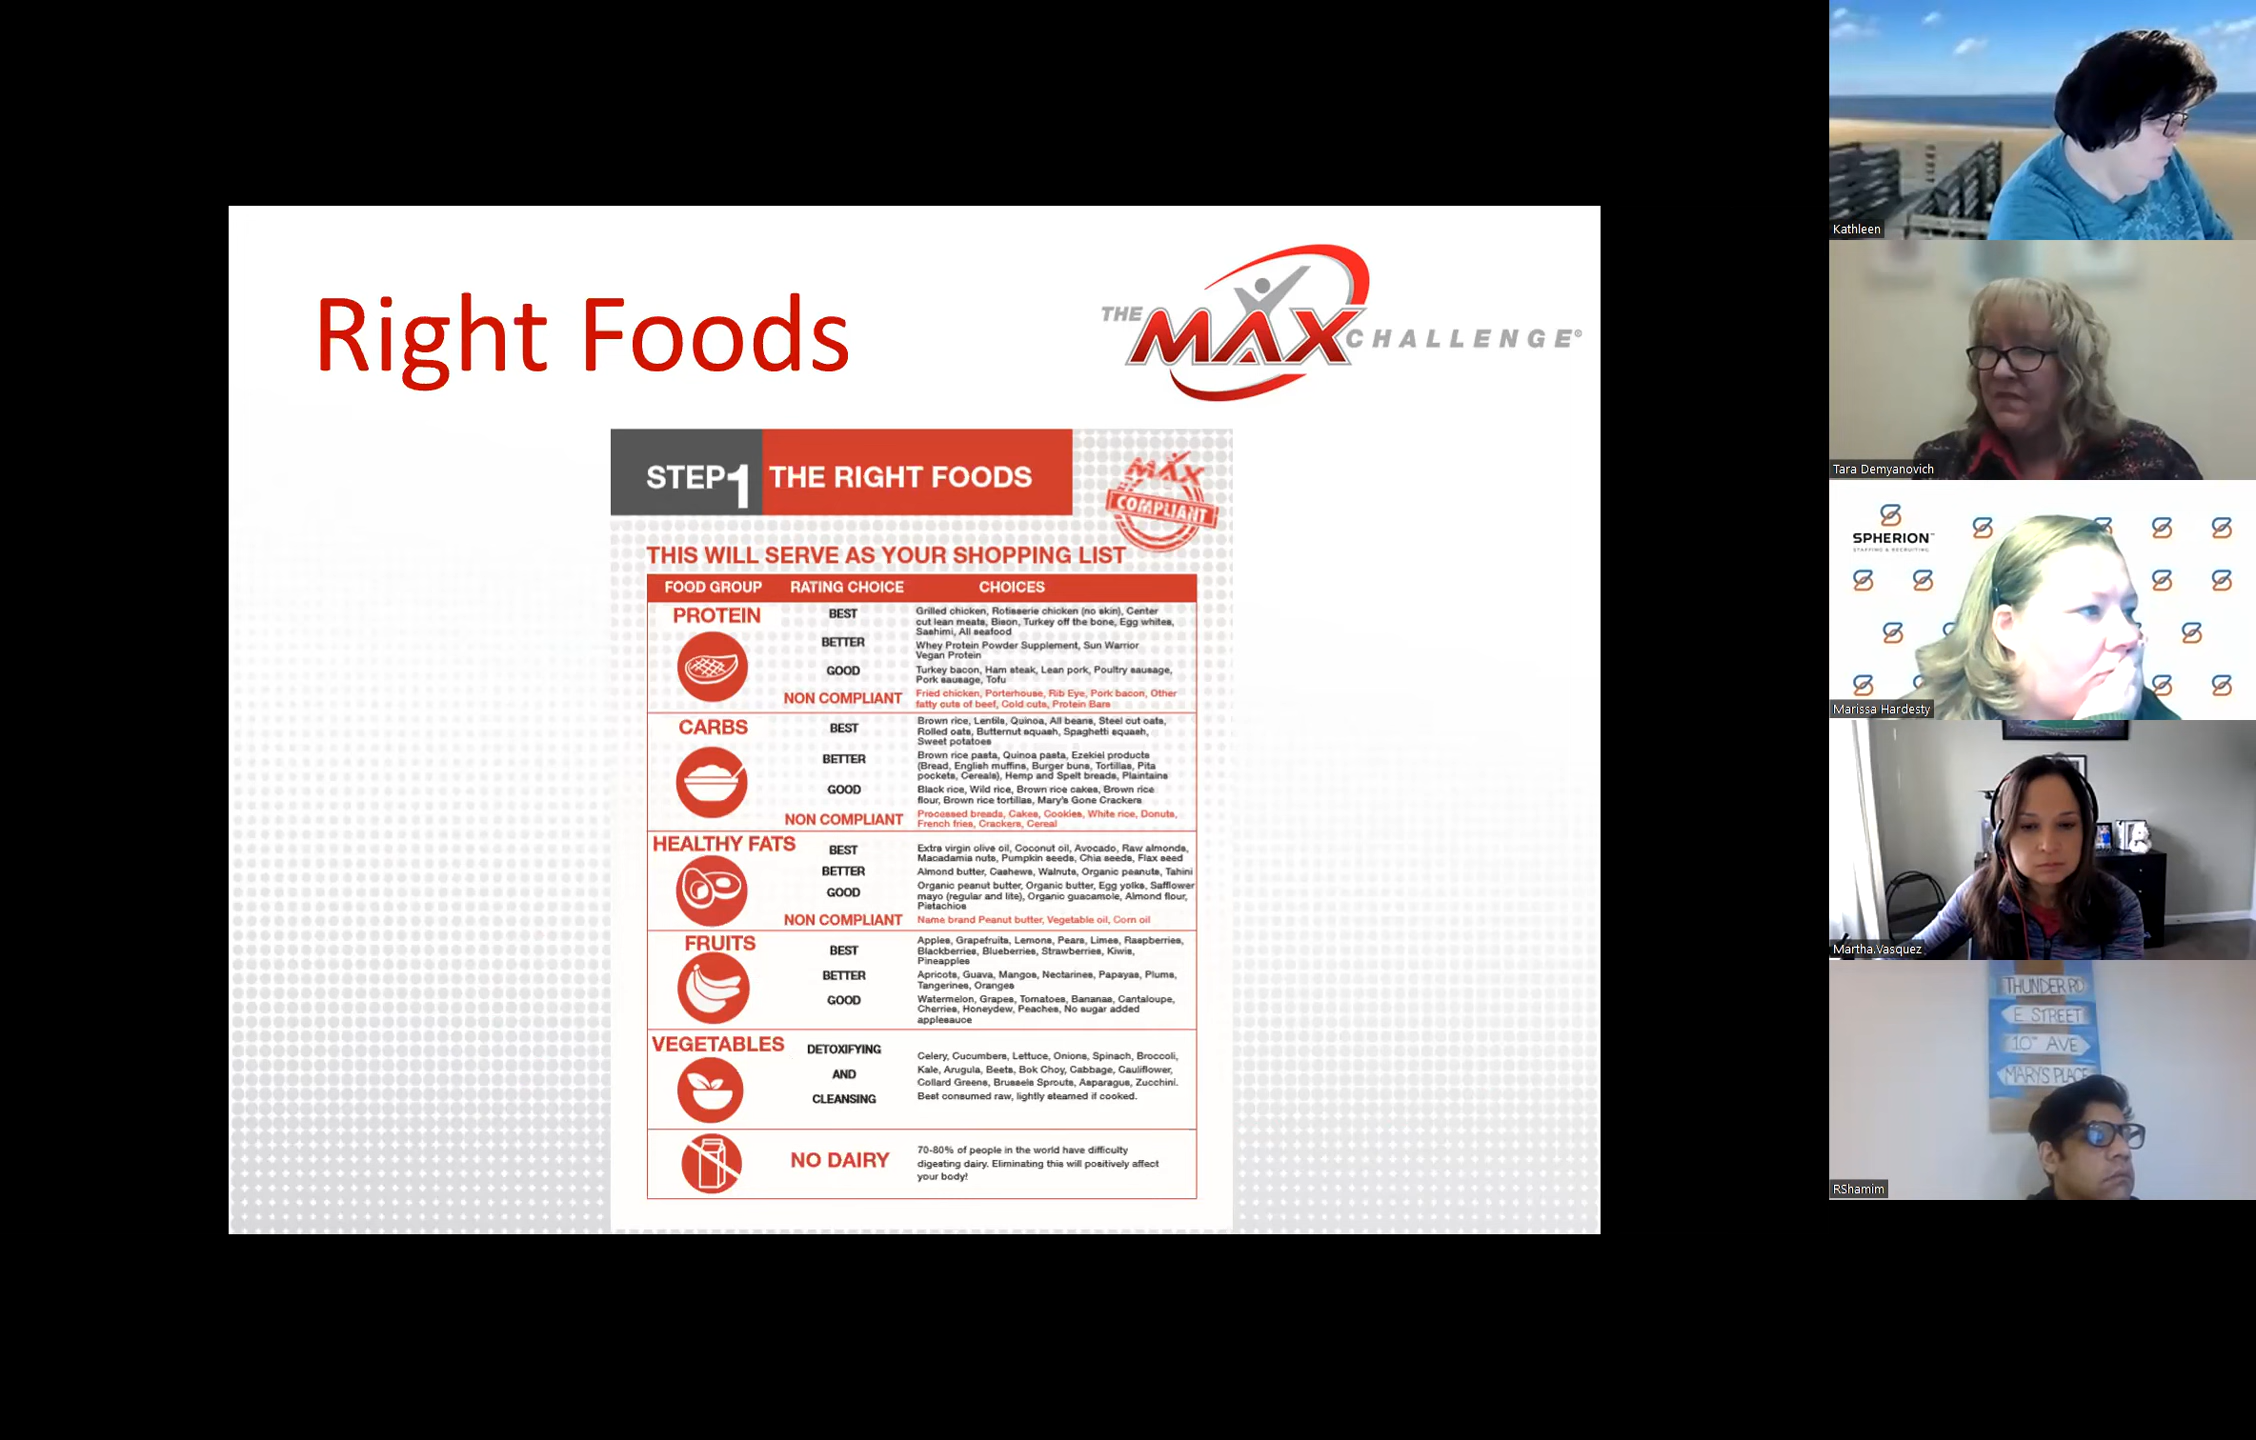 Right Foods
THE MAX CHALLENGE®
STEP 1 THE RIGHT FOODS
MAX
COMPLIANT
THIS WILL SERVE AS YOUR SHOPPING LIST
FOOD GROUP RATING CHOICE CHOICES
PROTEIN
BEST
Grilled chicken, Rotisserie chicken (no skin), Center
cut lean meats, Bison, Turkey off the bone, Egg whites,
Sashimi, All seafood
BETTER
Whey Protein Powder Supplement, Sun Warrior
Vegan Protein
GOOD
Turkey bacon, Ham steak, Lean pork, Poultry sausage,
Pork sausage, Tofu
NON COMPLIANT
Fried chicken, Porterhouse, Rib Eye, Pork bacon, Other
fatty cuts of beef, Cold cuts, Protein Bars
CARBS
BEST
Brown rice, Lentils, Quinoa, All beans, Steel cut oats,
Rolled oats, Butternut squash, Spaghetti squash,
Sweet potatoes
BETTER
Brown rice pasta, Quinoa pasta, Ezekiel products
(Bread, English muffins, Burger buns, Tortillas, Pita
pockets, Cereals), Hemp and Spelt breads, Plaintains
GOOD
Black rice, Wild rice, Brown rice cakes, Brown rice
flour, Brown rice tortillas, Mary's Gone Crackers
NON COMPLIANT
Processed breads, Cakes, Cookies, White rice, Donuts,
French fries, Crackers, Cereal
HEALTHY FATS
BEST
Extra virgin olive oil, Coconut oil, Avocado, Raw almonds,
Macadamia nuts, Pumpkin seeds, Chia seeds, Flax seed
BETTER
Almond butter, Cashews, Walnuts, Organic peanuts, Tahini
GOOD
Organic peanut butter, Organic butter, Egg yolks, Safflower
mayo (regular and lite), Organic guacamole, Almond flour,
Pistachios
NON COMPLIANT
Name brand Peanut butter, Vegetable oil, Corn oil
FRUITS
BEST
Apples, Grapefruits, Lemons, Pears, Limes, Raspberries,
Blackberries, Blueberries, Strawberries, Kiwis,
Pineapples
BETTER
Apricots, Guava, Mangos, Nectarines, Papayas, Plums,
Tangerines, Oranges
GOOD
Watermelon, Grapes, Tomatoes, Bananas, Cantaloupe,
Cherries, Honeydew, Peaches, No sugar added
applesauce
VEGETABLES
DETOXIFYING
AND
CLEANSING
Celery, Cucumbers, Lettuce, Onions, Spinach, Broccoli,
Kale, Arugula, Beets, Bok Choy, Cabbage, Cauliflower,
Collard Greens, Brussels Sprouts, Asparagus, Zucchini.
Best consumed raw, lightly steamed if cooked.
NO DAIRY
70-80% of people in the world have difficulty
digesting dairy. Eliminating this will positively affect
your body!
Kathleen
Tara Demyanovich
SPHERION™
STAFFING & RECRUITING
Marissa Hardesty
Martha.Vasquez
THUNDER RD
E STREET
10TH AVE
MARY'S PLACE
RShamim